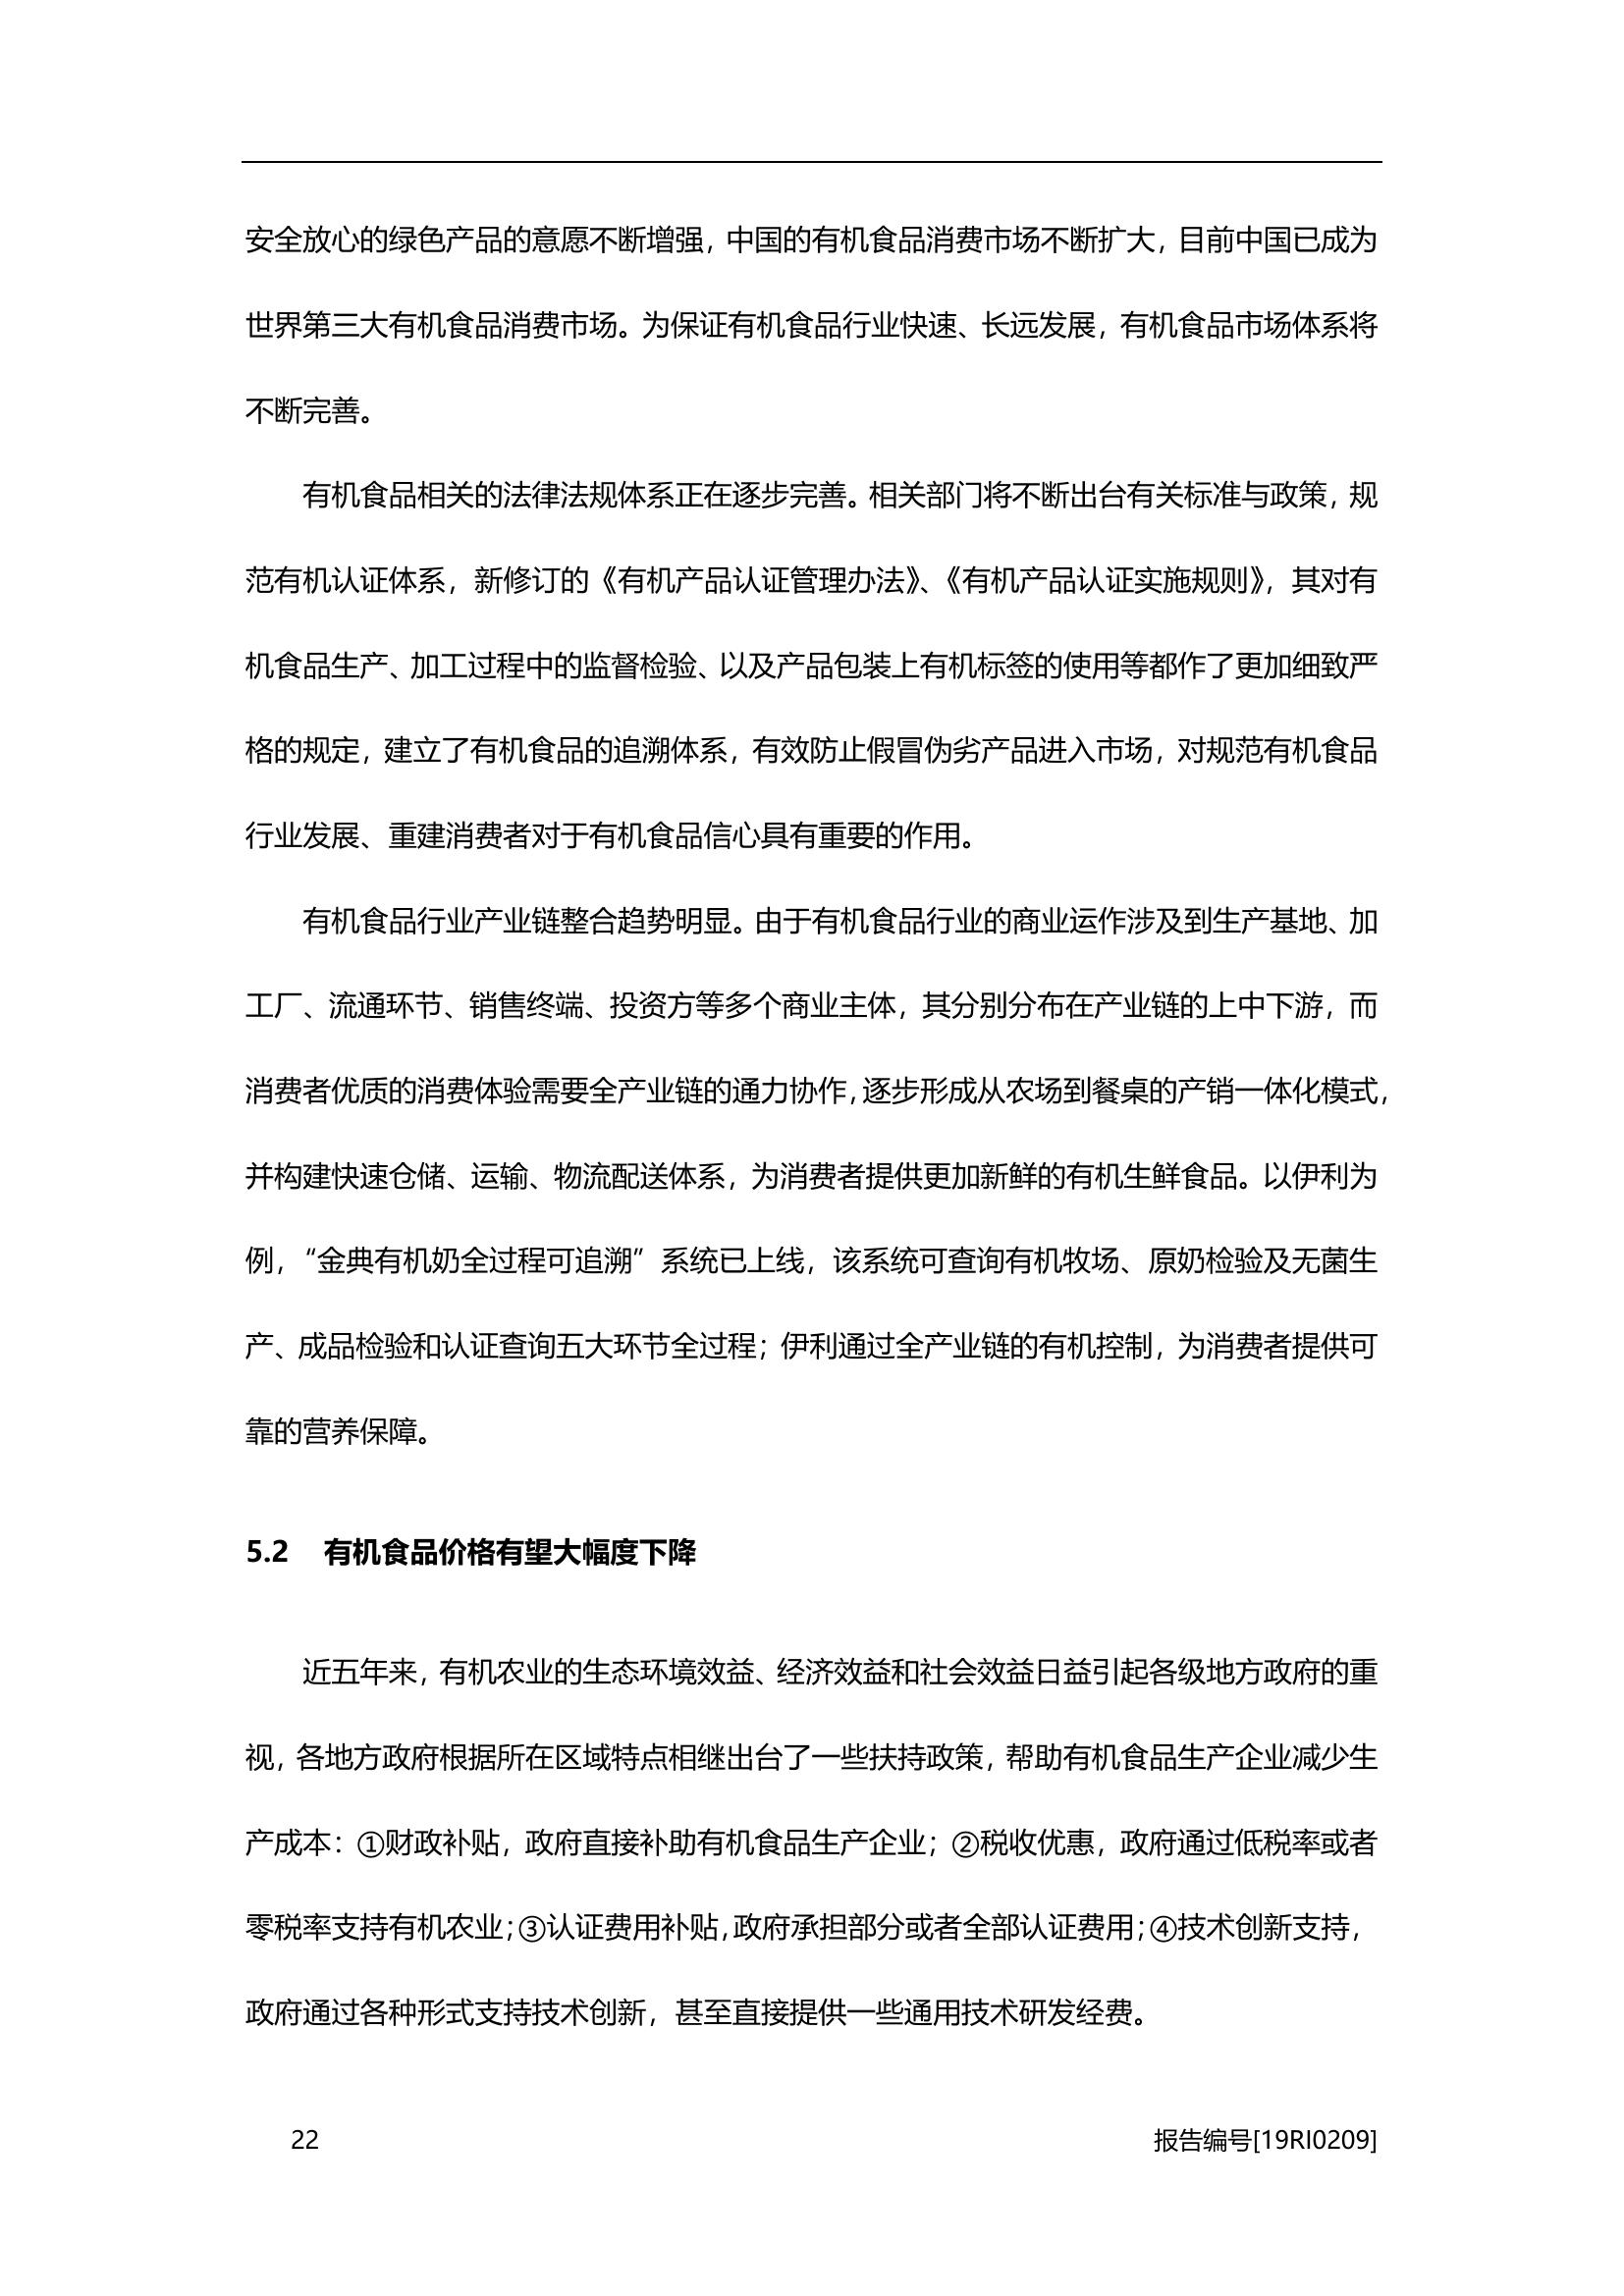 安全放心的绿色产品的意愿不断增强，中国的有机食品消费市场不断扩大，目前中国已成为
世界第三大有机食品消费市场。为保证有机食品行业快速、长远发展，有机食品市场体系将
不断完善。
有机食品相关的法律法规体系正在逐步完善。相关部门将不断出台有关标准与政策，规
范有机认证体系，新修订的《有机产品认证管理办法》、《有机产品认证实施规则》，其对有
机食品生产、加工过程中的监督检验、以及产品包装上有机标签的使用等都作了更加细致严
格的规定，建立了有机食品的追溯体系，有效防止假冒伪劣产品进入市场，对规范有机食品
行业发展、重建消费者对于有机食品信心具有重要的作用。
有机食品行业产业链整合趋势明显。由于有机食品行业的商业运作涉及到生产基地、加
工厂、流通环节、销售终端、投资方等多个商业主体，其分别分布在产业链的上中下游，而
消费者优质的消费体验需要全产业链的通力协作，逐步形成从农场到餐桌的产销一体化模式，
并构建快速仓储、运输、物流配送体系，为消费者提供更加新鲜的有机生鲜食品。以伊利为
例，“金典有机奶全过程可追溯”系统已上线，该系统可查询有机牧场、原奶检验及无菌生
产、成品检验和认证查询五大环节全过程；伊利通过全产业链的有机控制，为消费者提供可
靠的营养保障。
5.2 有机食品价格有望大幅度下降
近五年来，有机农业的生态环境效益、经济效益和社会效益日益引起各级地方政府的重
视，各地方政府根据所在区域特点相继出台了一些扶持政策，帮助有机食品生产企业减少生
产成本：①财政补贴，政府直接补助有机食品生产企业；②税收优惠，政府通过低税率或者
零税率支持有机农业；③认证费用补贴，政府承担部分或者全部认证费用；④技术创新支持，
政府通过各种形式支持技术创新，甚至直接提供一些通用技术研发经费。
22 报告编号[19RI0209]